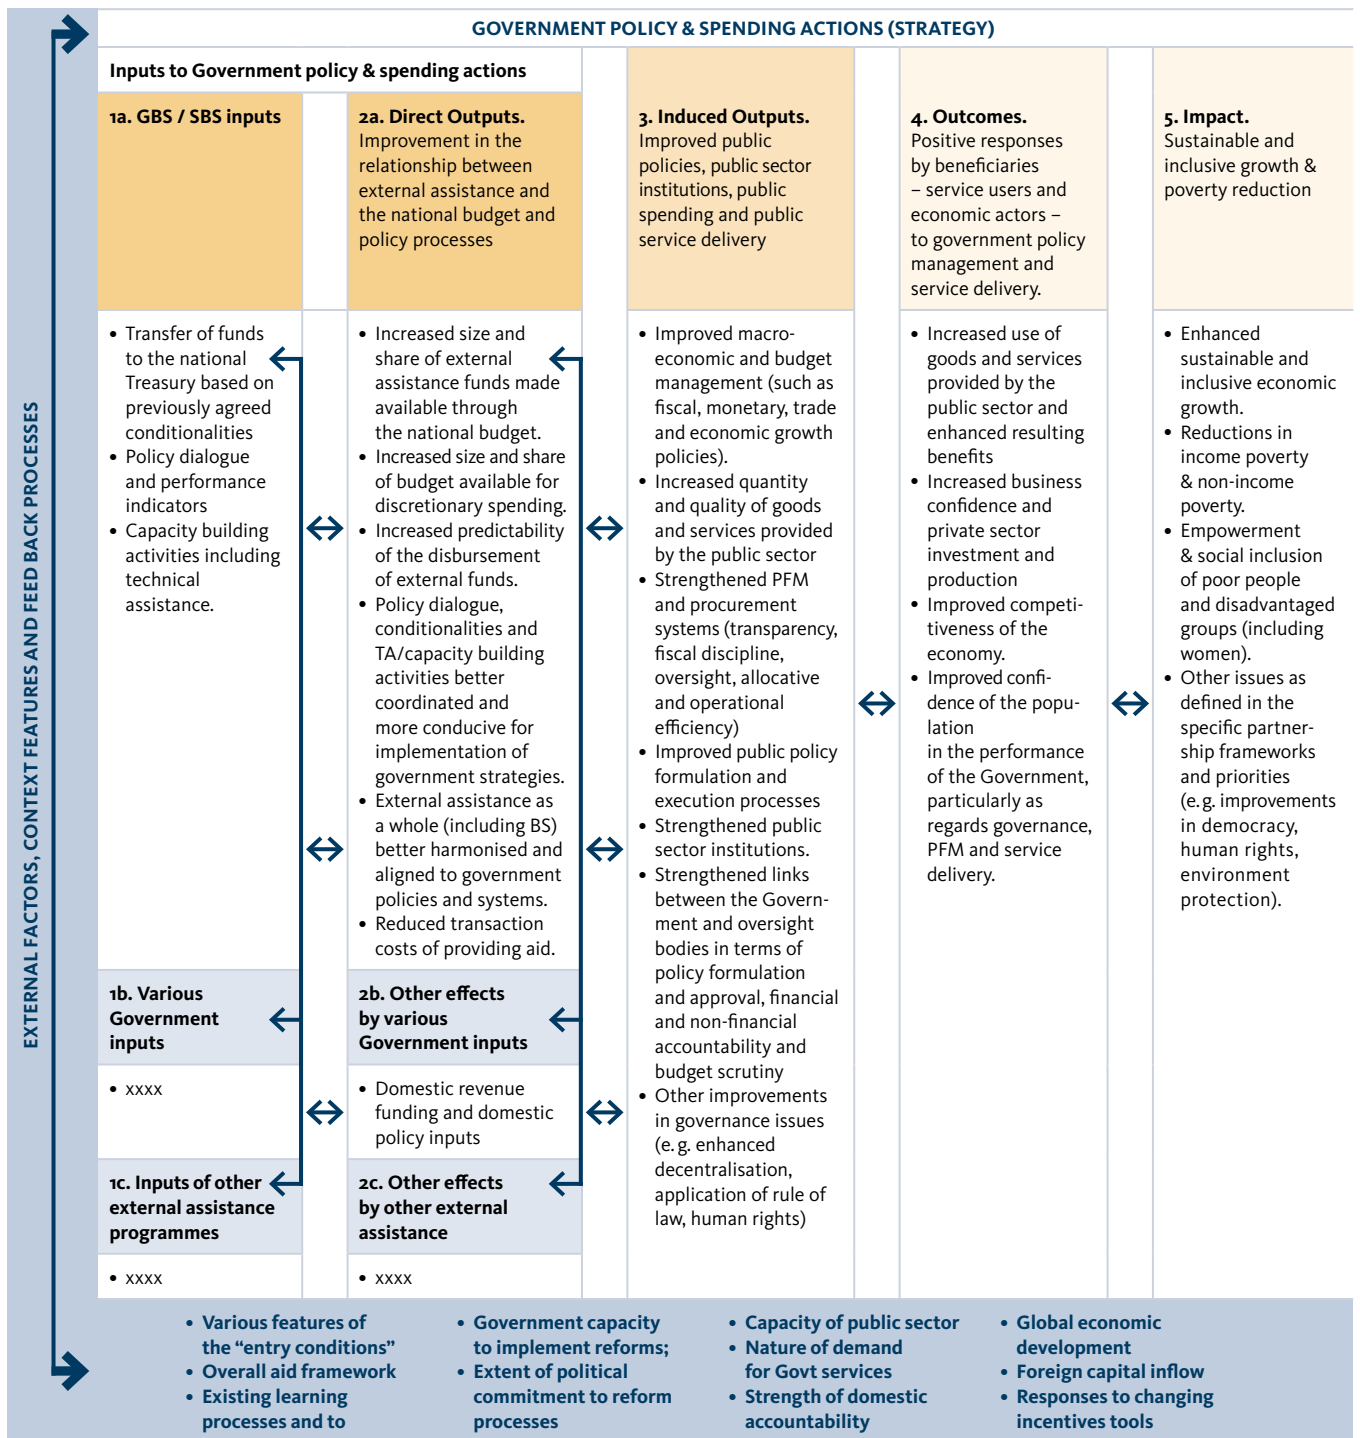 GOVERNMENT POLICY & SPENDING ACTIONS (STRATEGY)
EXTERNAL FACTORS, CONTEXT FEATURES AND FEED BACK PROCESSES
Inputs to Government policy & spending actions
1a. GBS / SBS inputs
2a. Direct Outputs.
Improvement in the
relationship between
external assistance and
the national budget and
policy processes
3. Induced Outputs.
Improved public
policies, public sector
institutions, public
spending and public
service delivery
4. Outcomes.
Positive responses
by beneficiaries
– service users and
economic actors –
to government policy
management and
service delivery.
5. Impact.
Sustainable and
inclusive growth &
poverty reduction
• Transfer of funds
to the national
Treasury based on
previously agreed
conditionalities
• Policy dialogue
and performance
indicators
• Capacity building
activities including
technical
assistance.
• Increased size and
share of external
assistance funds made
available through
the national budget.
• Increased size and share
of budget available for
discretionary spending.
• Increased predictability
of the disbursement
of external funds.
• Policy dialogue,
conditionalities and
TA/capacity building
activities better
coordinated and
more conducive for
implementation of
government strategies.
• External assistance as
a whole (including BS)
better harmonised and
aligned to government
policies and systems.
• Reduced transaction
costs of providing aid.
• Improved macro-
economic and budget
management (such as
fiscal, monetary, trade
and economic growth
policies).
• Increased quantity
and quality of goods
and services provided
by the public sector
• Strengthened PFM
and procurement
systems (transparency,
fiscal discipline,
oversight, allocative
and operational
efficiency)
• Improved public policy
formulation and
execution processes
• Strengthened public
sector institutions.
• Strengthened links
between the Govern-
ment and oversight
bodies in terms of
policy formulation
and approval, financial
and non-financial
accountability and
budget scrutiny
• Other improvements
in governance issues
(e. g. enhanced
decentralisation,
application of rule of
law, human rights)
• Increased use of
goods and services
provided by the
public sector and
enhanced resulting
benefits
• Increased business
confidence and
private sector
investment and
production
• Improved competi-
tiveness of the
economy.
• Improved confi-
dence of the popu-
lation
in the performance
of the Government,
particularly as
regards governance,
PFM and service
delivery.
• Enhanced
sustainable and
inclusive economic
growth.
• Reductions in
income poverty
& non-income
poverty.
• Empowerment
& social inclusion
of poor people
and disadvantaged
groups (including
women).
• Other issues as
defined in the
specific partner-
ship frameworks
and priorities
(e. g. improvements
in democracy,
human rights,
environment
protection).
1b. Various
Government
inputs
2b. Other effects
by various
Government inputs
• xxxx
• Domestic revenue
funding and domestic
policy inputs
1c. Inputs of other
external assistance
programmes
2c. Other effects
by other external
assistance
• xxxx
• xxxx
• Various features of
the “entry conditions”
• Overall aid framework
• Existing learning
processes and to
• Government capacity
to implement reforms;
• Extent of political
commitment to reform
processes
• Capacity of public sector
• Nature of demand
for Govt services
• Strength of domestic
accountability
• Global economic
development
• Foreign capital inflow
• Responses to changing
incentives tools